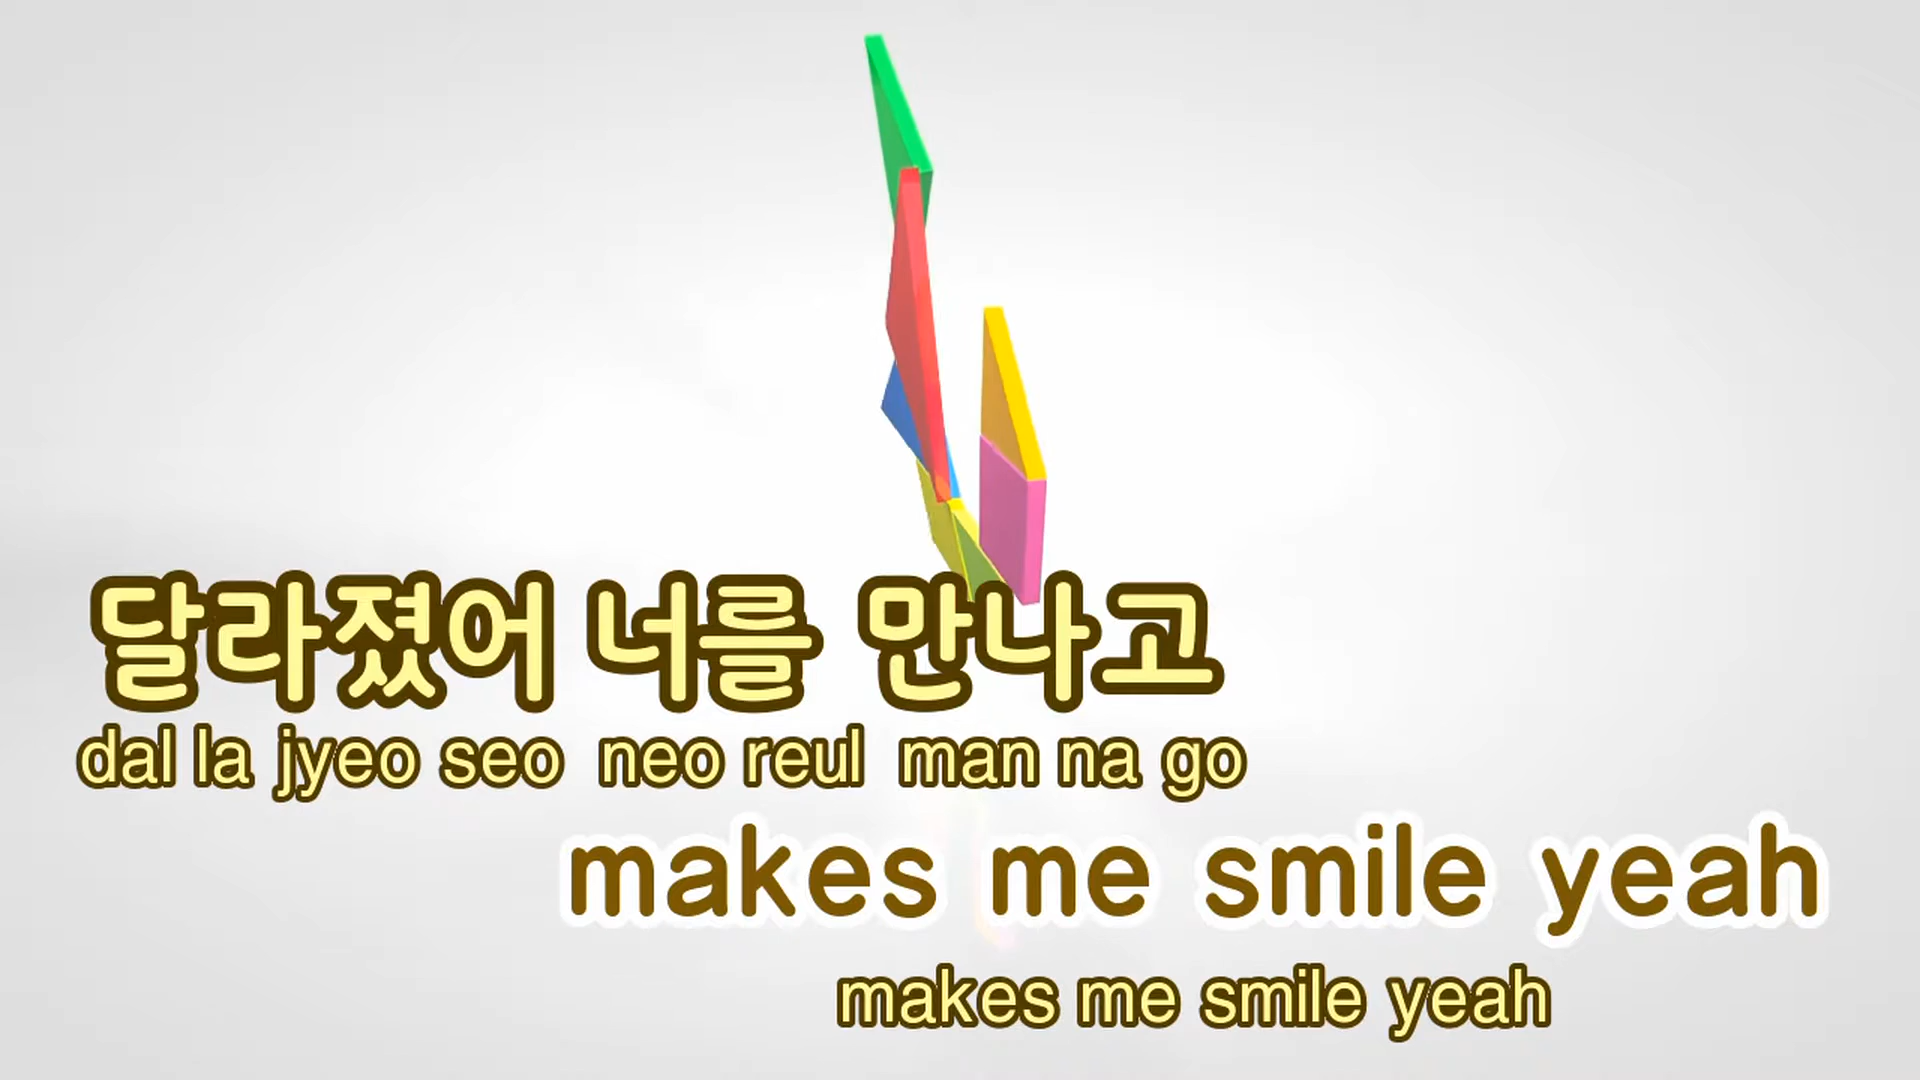 달라졌어 너를 만나고
dal la jyeo seo neo reul man na go
makes me smile yeah
makes me smile yeah